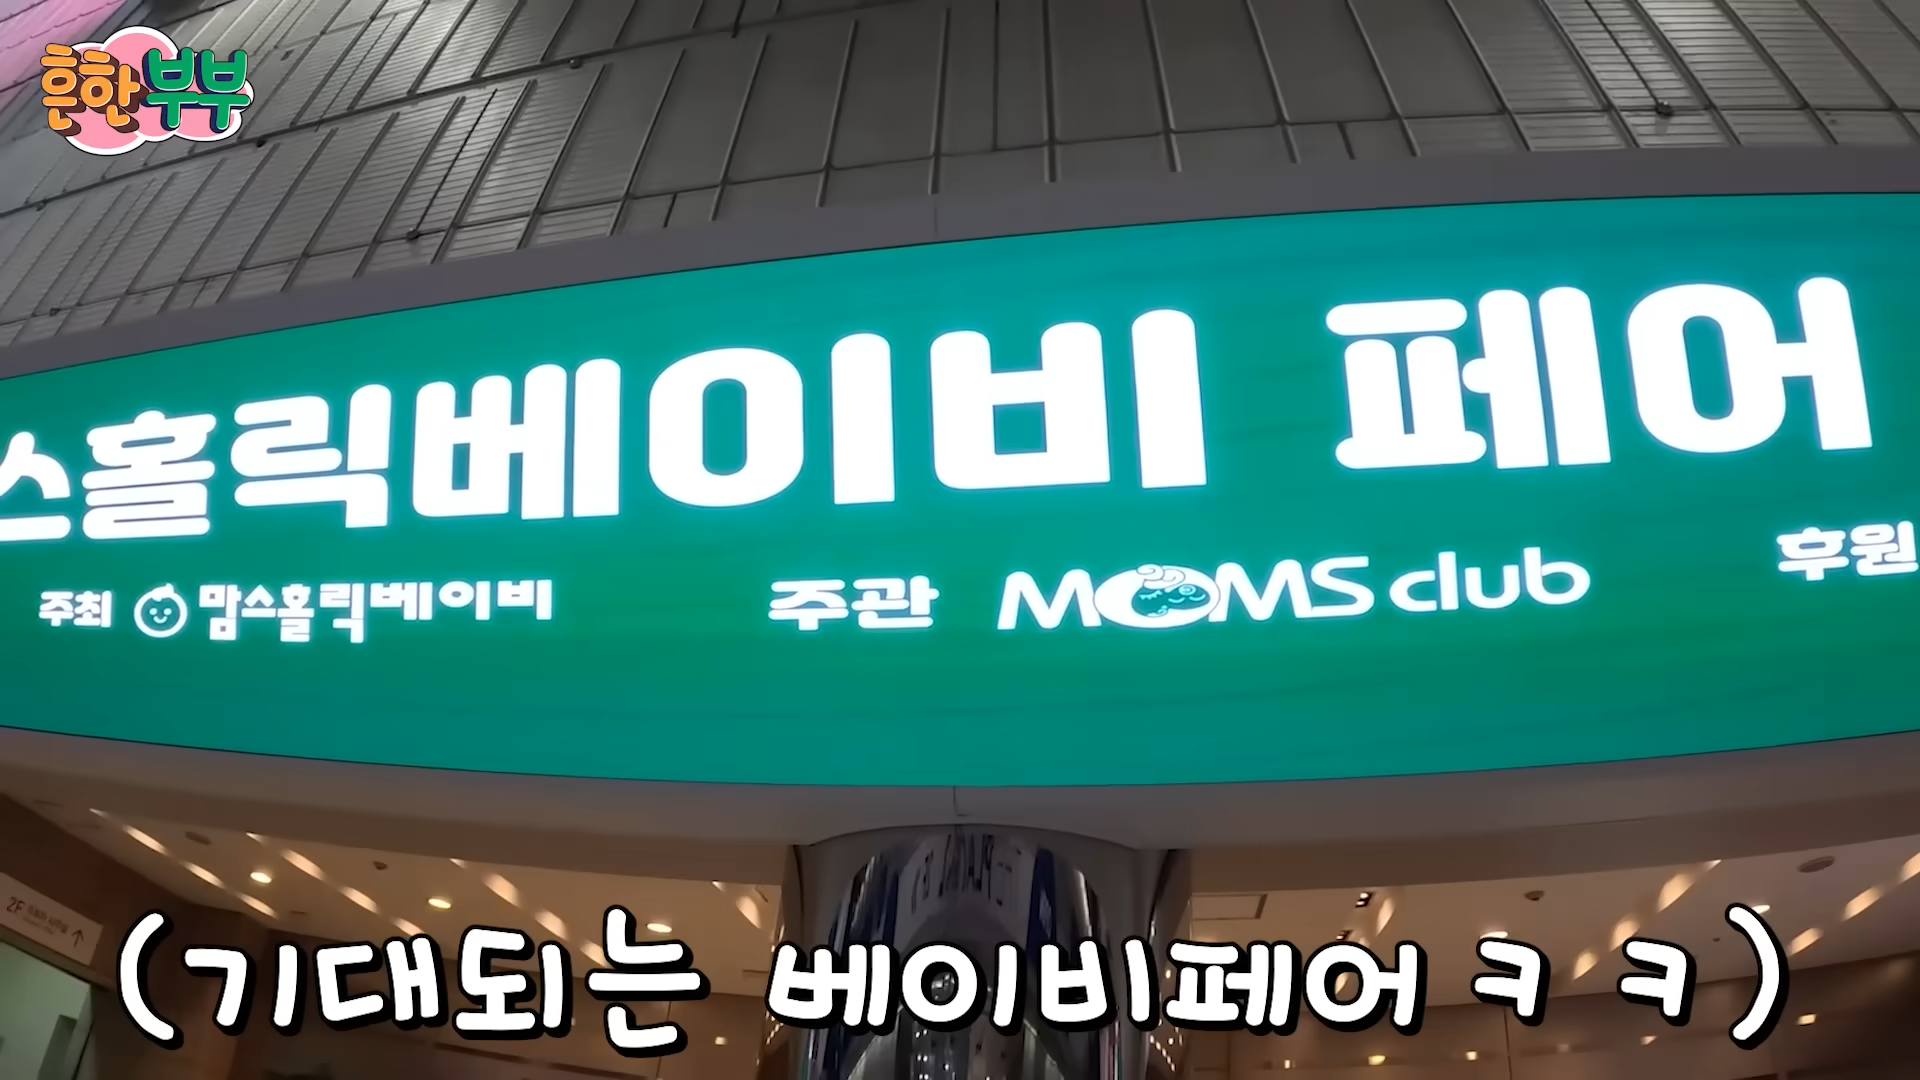 흔한부부
스홀릭베이비 페어
주최 맘스홀릭베이비 주관 MOMS club 후원
2F
(기대되는 베이비페어 ㅋㅋ)